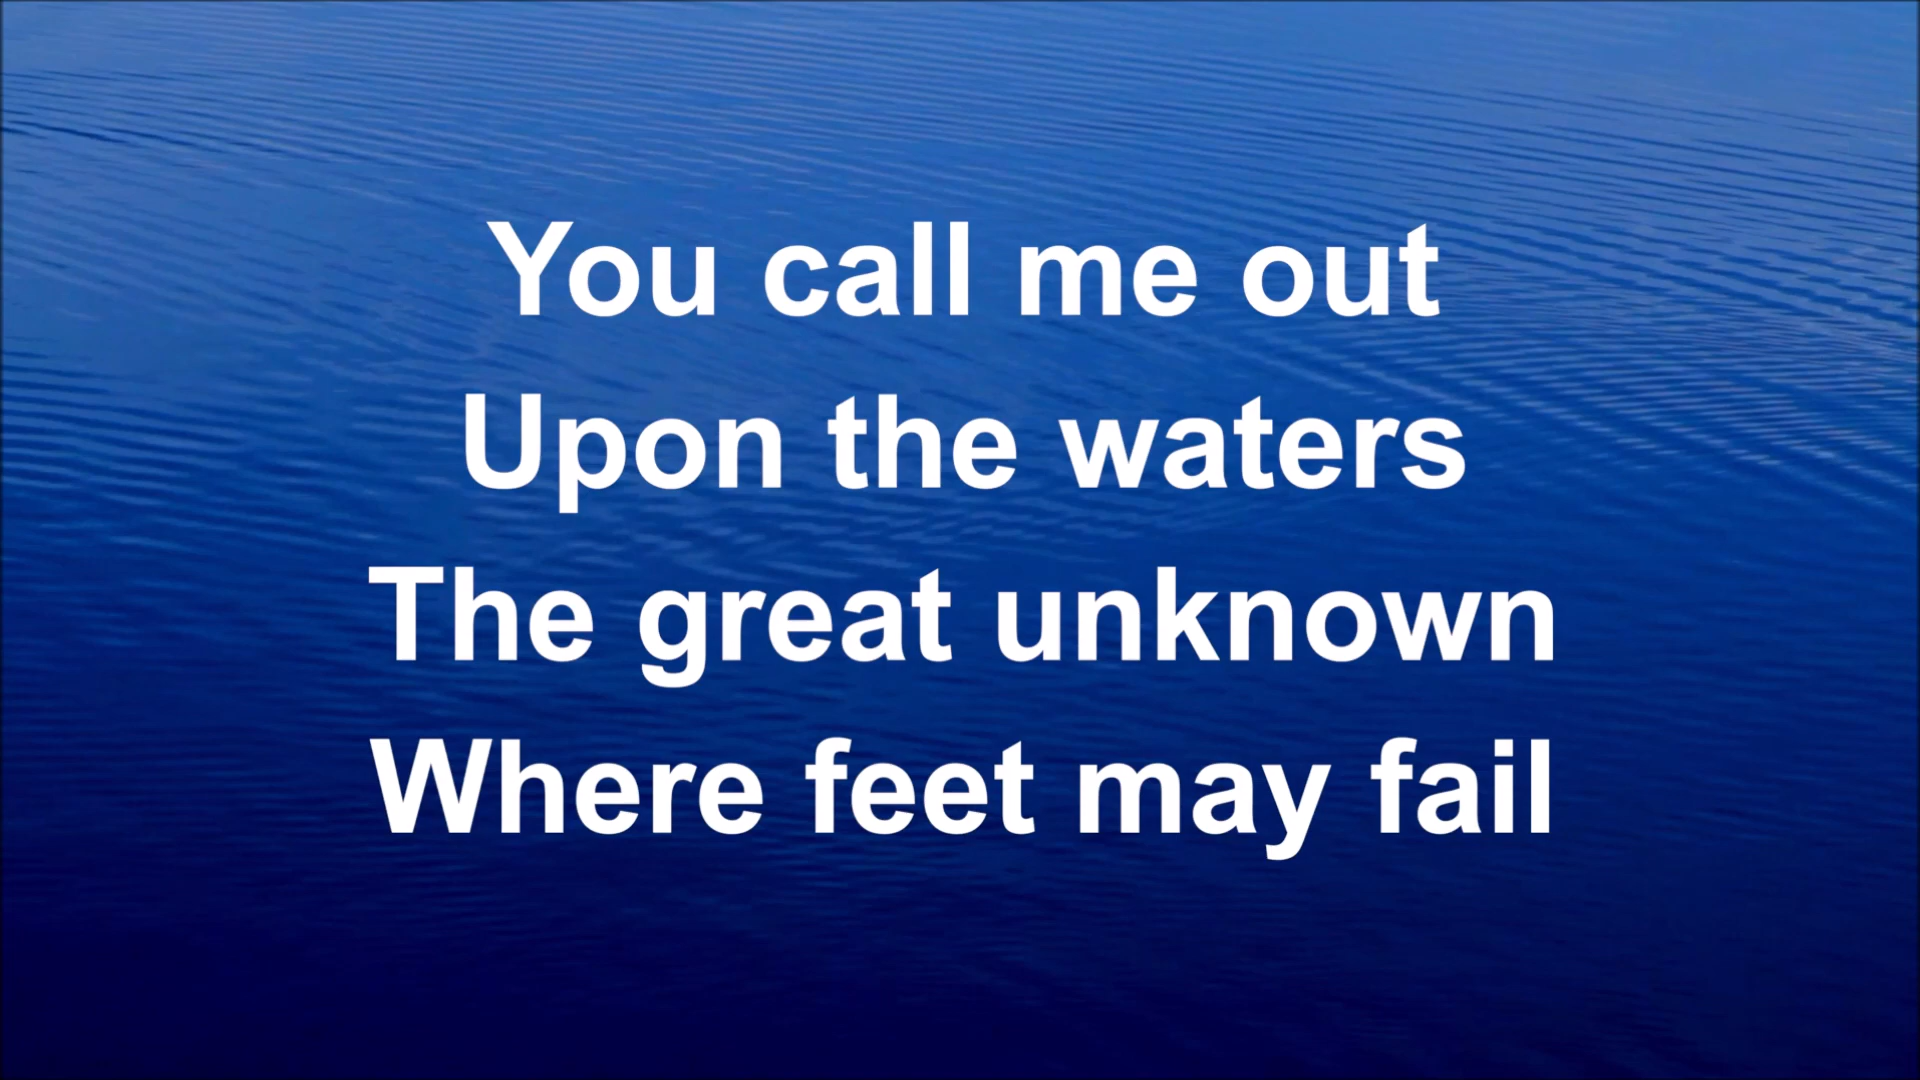 You call me out
Upon the waters
The great unknown
Where feet may fail